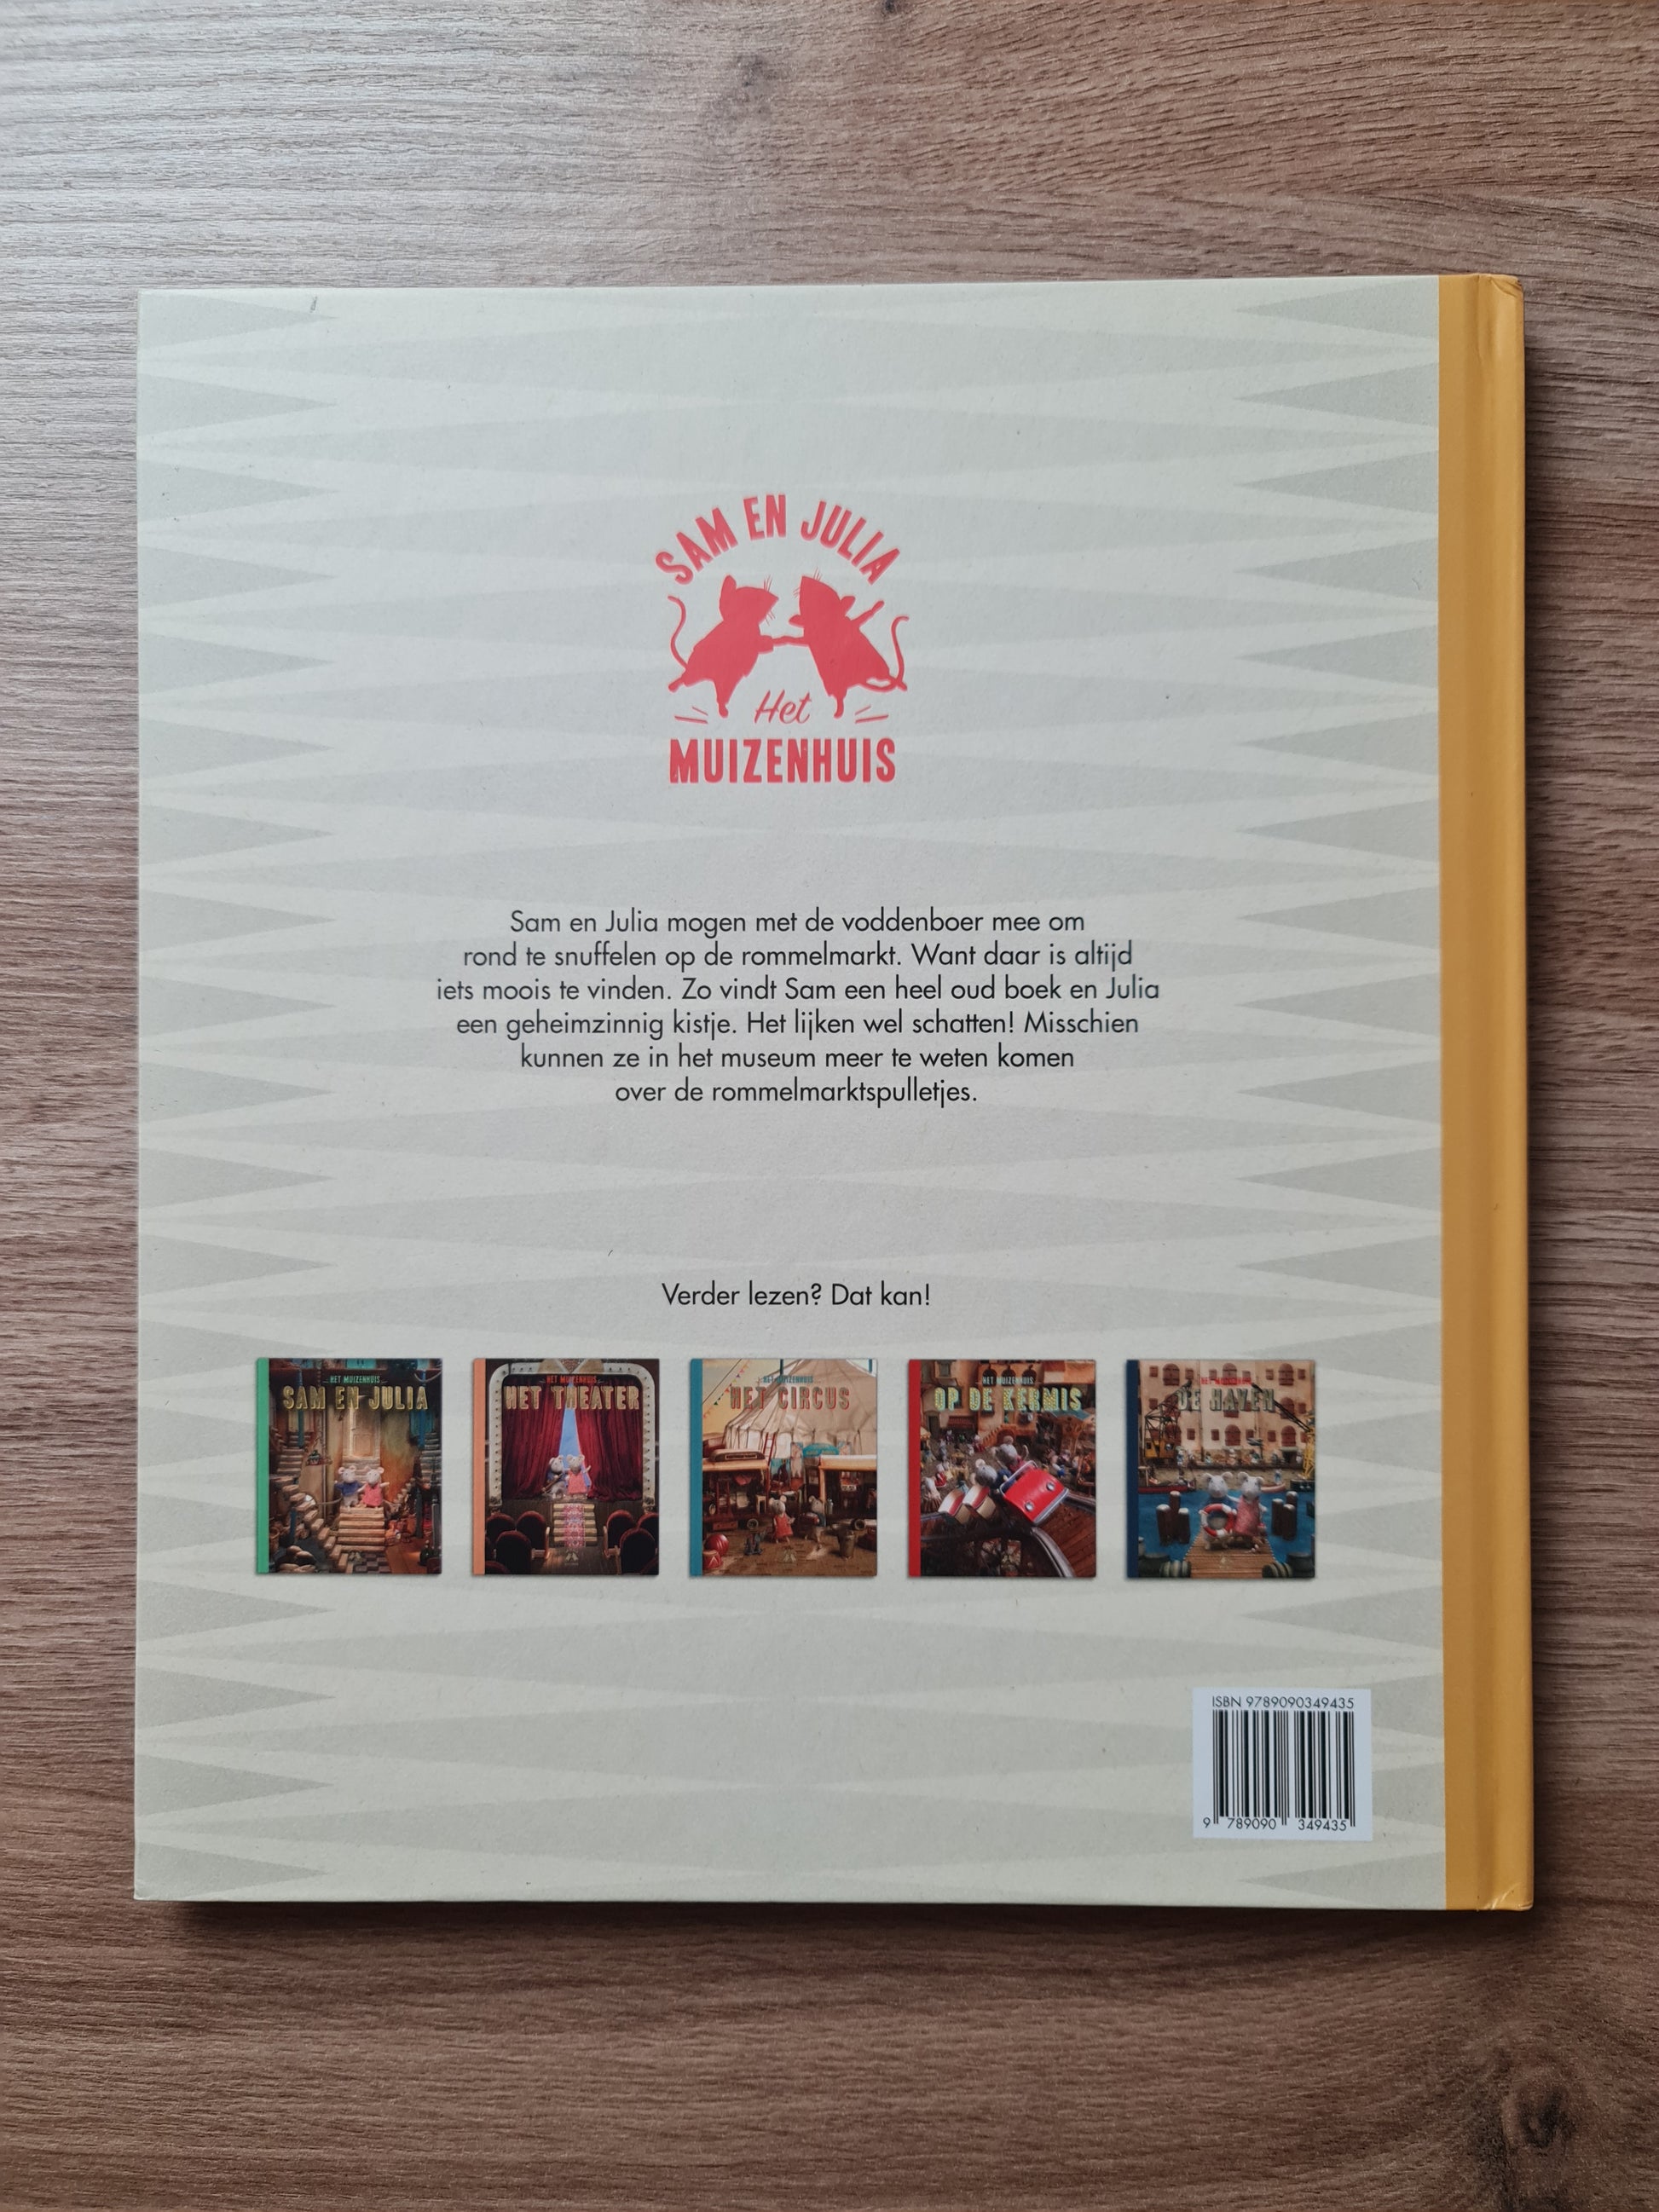 SAM EN JULIA
Het
MUIZENHUIS
Sam en Julia mogen met de voddenboer mee om
rond te snuffelen op de rommelmarkt. Want daar is altijd
iets moois te vinden. Zo vindt Sam een heel oud boek en Julia
een geheimzinnig kistje. Het lijken wel schatten! Misschien
kunnen ze in het museum meer te weten komen
over de rommelmarktspulletjes.
Verder lezen? Dat kan!
HET MUIZENHUIS
SAM EN JULIA
HET MUIZENHUIS
HET THEATER
HET MUIZENHUIS
HET CIRCUS
HET MUIZENHUIS
OP DE KERMIS
HET MUIZENHUIS
DE HAVEN
ISBN 9789090349435
9 789090 349435